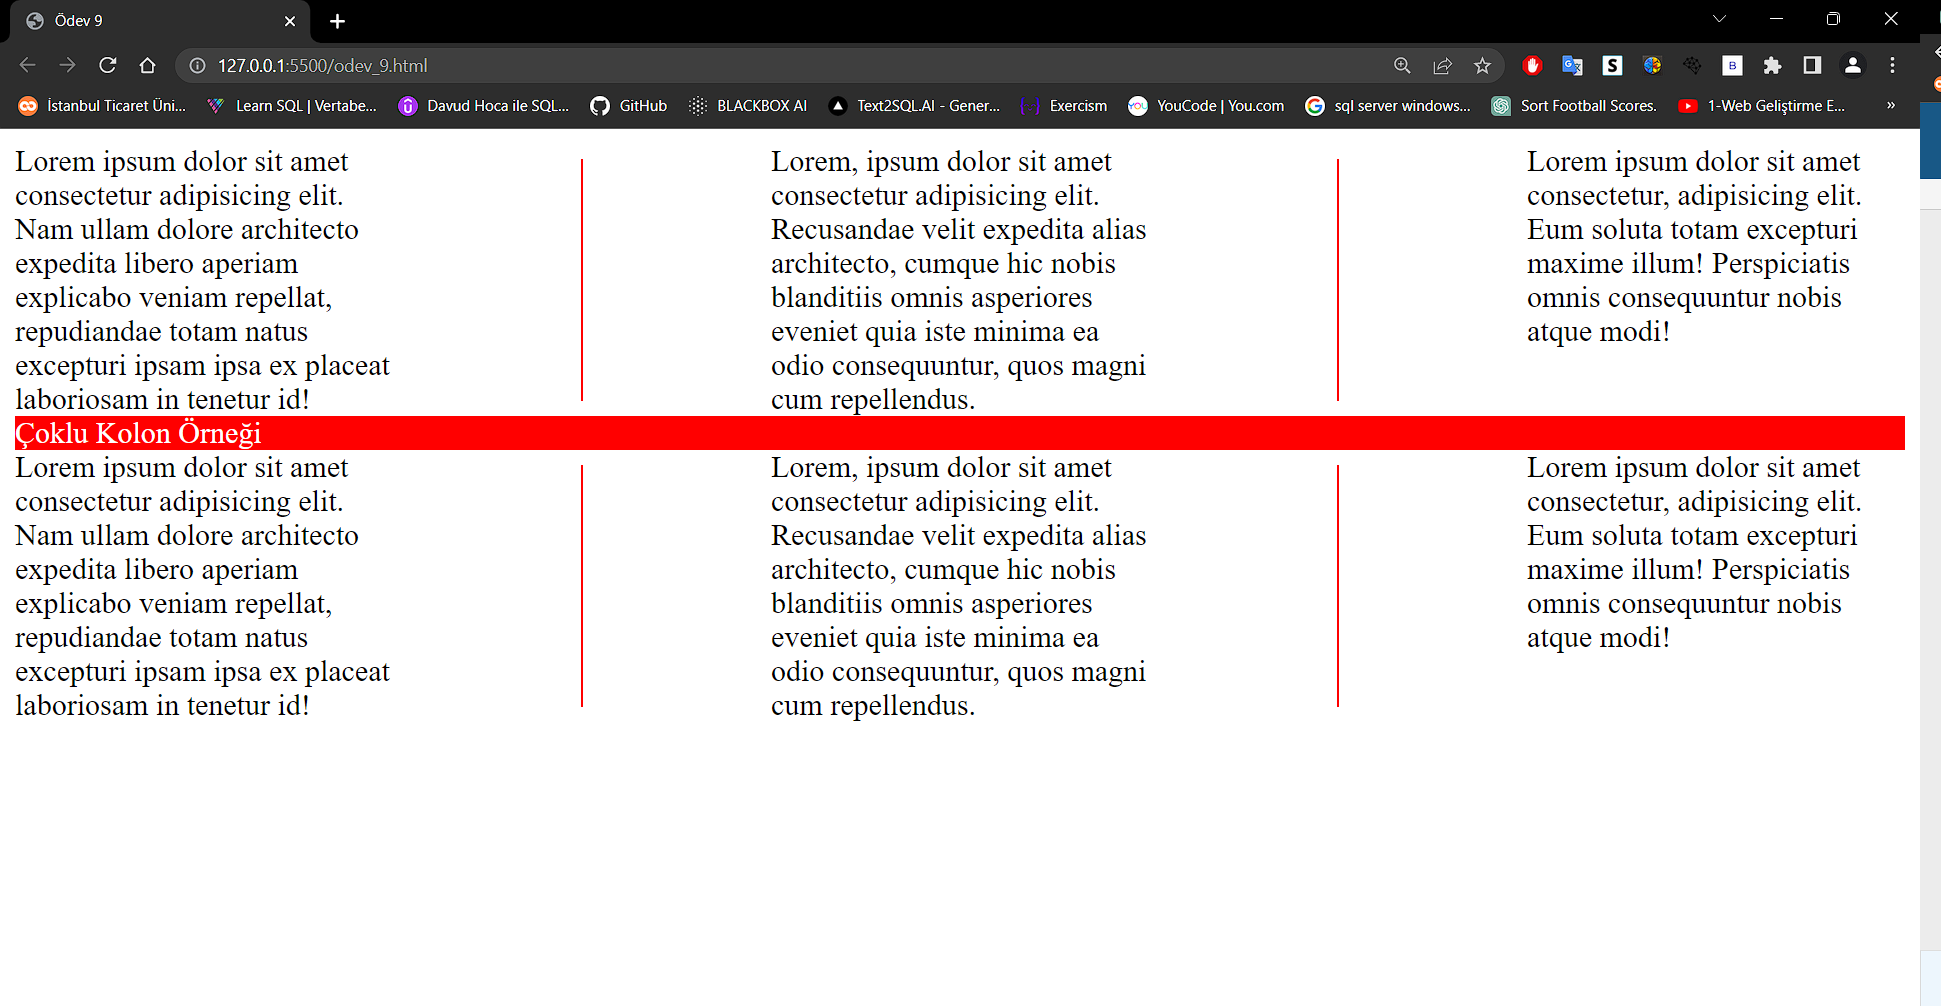 Ödev 9
127.0.0.1:5500/odev_9.html
İstanbul Ticaret Üni...
Learn SQL | Vertabe...
Davud Hoca ile SQL...
GitHub
BLACKBOX AI
Text2SQL.AI - Gener...
Exercism
YouCode | You.com
sql server windows...
Sort Football Scores.
1-Web Geliştirme E...
Lorem ipsum dolor sit amet
consectetur adipisicing elit.
Nam ullam dolore architecto
expedita libero aperiam
explicabo veniam repellat,
repudiandae totam natus
excepturi ipsam ipsa ex placeat
laboriosam in tenetur id!
Lorem, ipsum dolor sit amet
consectetur adipisicing elit.
Recusandae velit expedita alias
architecto, cumque hic nobis
blanditiis omnis asperiores
eveniet quia iste minima ea
odio consequuntur, quos magni
cum repellendus.
Lorem ipsum dolor sit amet
consectetur, adipisicing elit.
Eum soluta totam excepturi
maxime illum! Perspiciatis
omnis consequuntur nobis
atque modi!
Çoklu Kolon Örneği
Lorem ipsum dolor sit amet
consectetur adipisicing elit.
Nam ullam dolore architecto
expedita libero aperiam
explicabo veniam repellat,
repudiandae totam natus
excepturi ipsam ipsa ex placeat
laboriosam in tenetur id!
Lorem, ipsum dolor sit amet
consectetur adipisicing elit.
Recusandae velit expedita alias
architecto, cumque hic nobis
blanditiis omnis asperiores
eveniet quia iste minima ea
odio consequuntur, quos magni
cum repellendus.
Lorem ipsum dolor sit amet
consectetur, adipisicing elit.
Eum soluta totam excepturi
maxime illum! Perspiciatis
omnis consequuntur nobis
atque modi!